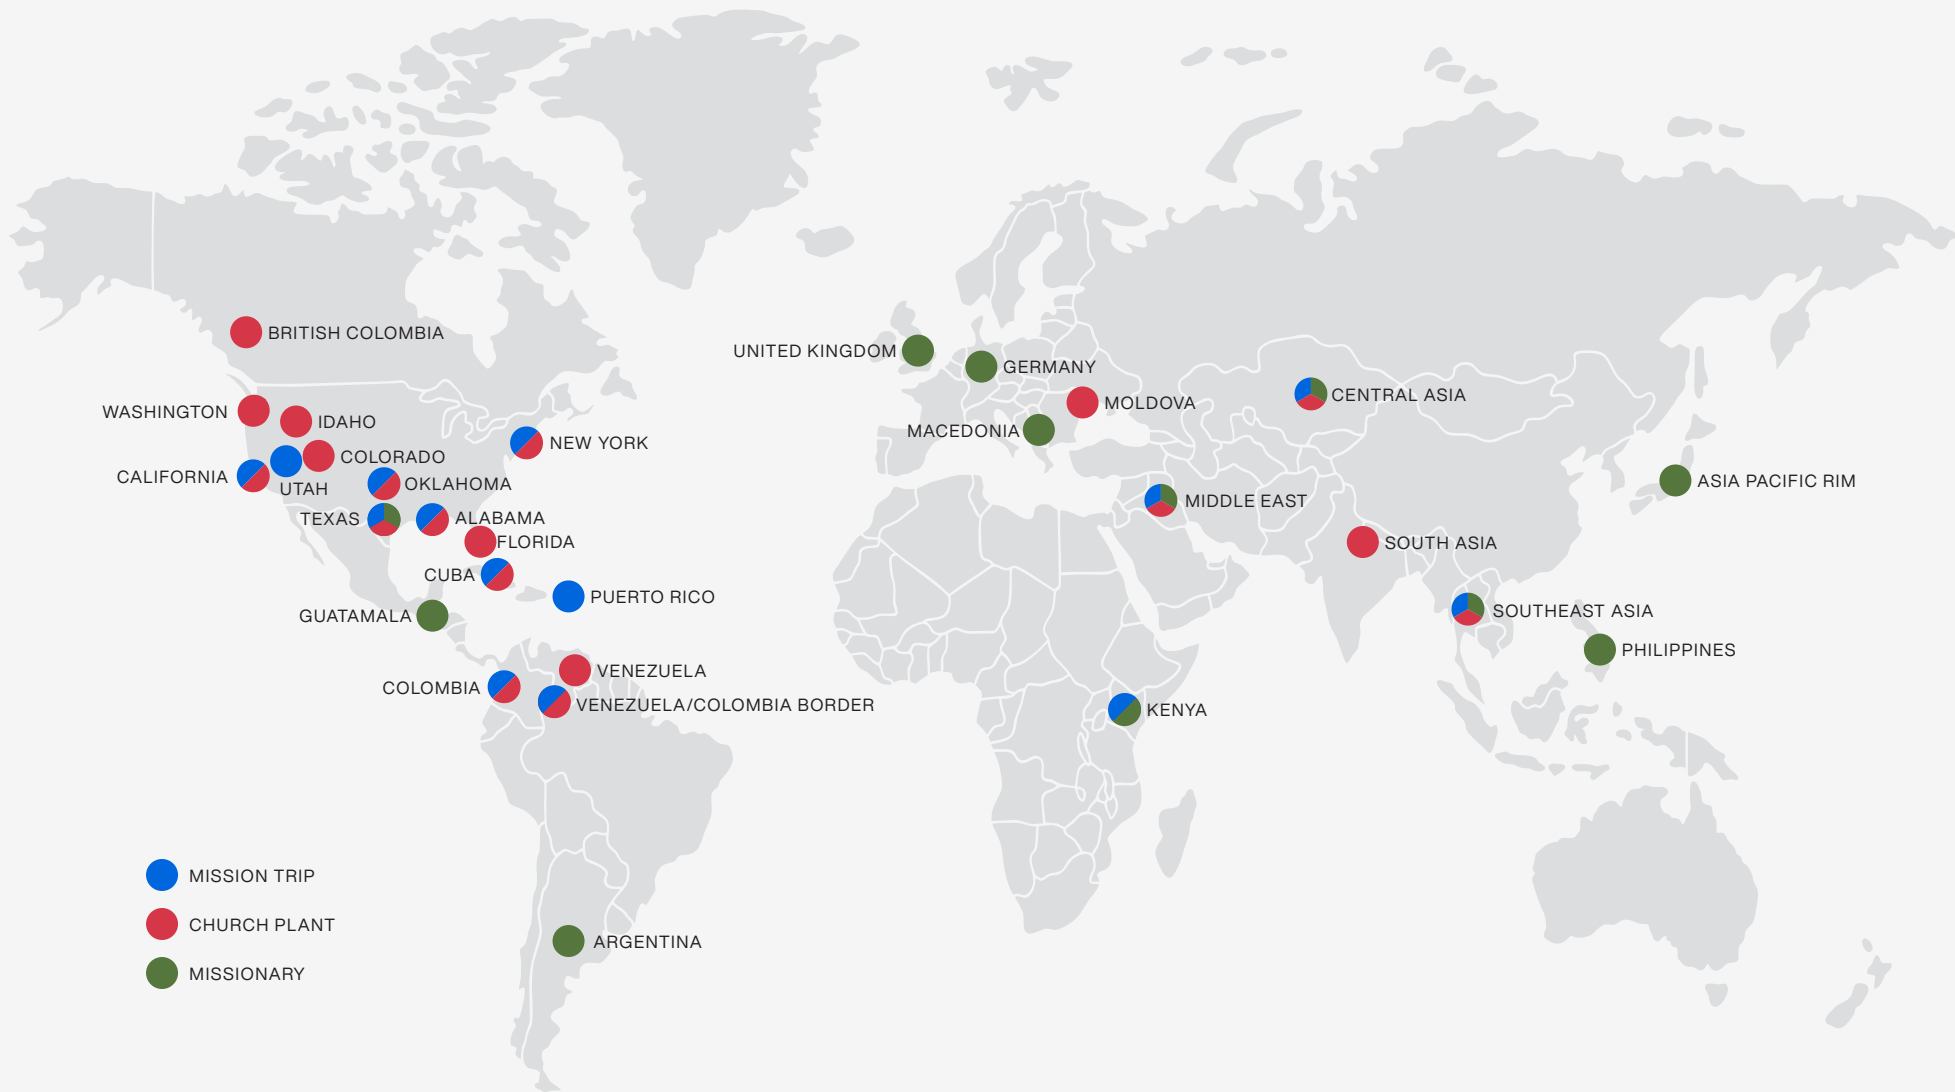 BRITISH COLOMBIA
UNITED KINGDOM
GERMANY
CENTRAL ASIA
MOLDOVA
WASHINGTON
IDAHO
MACEDONIA
NEW YORK
COLORADO
CALIFORNIA
UTAH
OKLAHOMA
ASIA PACIFIC RIM
MIDDLE EAST
TEXAS
ALABAMA
FLORIDA
SOUTH ASIA
CUBA
PUERTO RICO
SOUTHEAST ASIA
GUATAMALA
PHILIPPINES
VENEZUELA
COLOMBIA
VENEZUELA/COLOMBIA BORDER
KENYA
MISSION TRIP
CHURCH PLANT
ARGENTINA
MISSIONARY